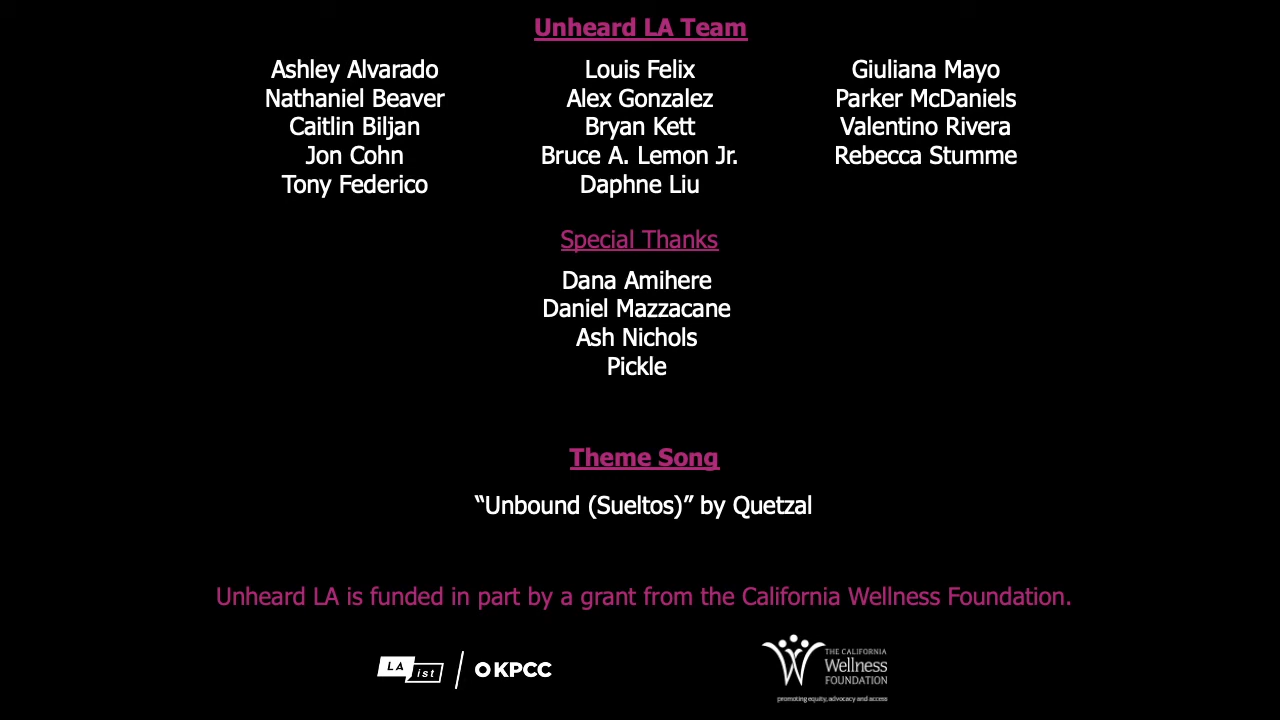 Unheard LA Team
Ashley Alvarado
Nathaniel Beaver
Caitlin Biljan
Jon Cohn
Tony Federico
Louis Felix
Alex Gonzalez
Bryan Kett
Bruce A. Lemon Jr.
Daphne Liu
Giuliana Mayo
Parker McDaniels
Valentino Rivera
Rebecca Stumme
Special Thanks
Dana Amihere
Daniel Mazzacane
Ash Nichols
Pickle
Theme Song
“Unbound (Sueltos)” by Quetzal
Unheard LA is funded in part by a grant from the California Wellness Foundation.
LA
ist
KPCC
THE CALIFORNIA
Wellness
FOUNDATION
promoting equity, advocacy and access